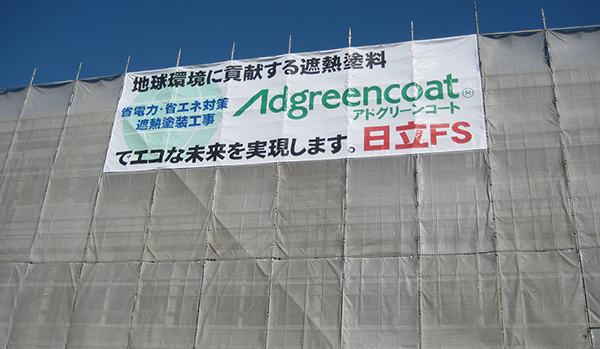 地球環境に貢献する遮熱塗料
省電力・省エネ対策
遮熱塗装工事
Adgreencoat®
アドグリーンコート
でエコな未来を実現します。日立FS